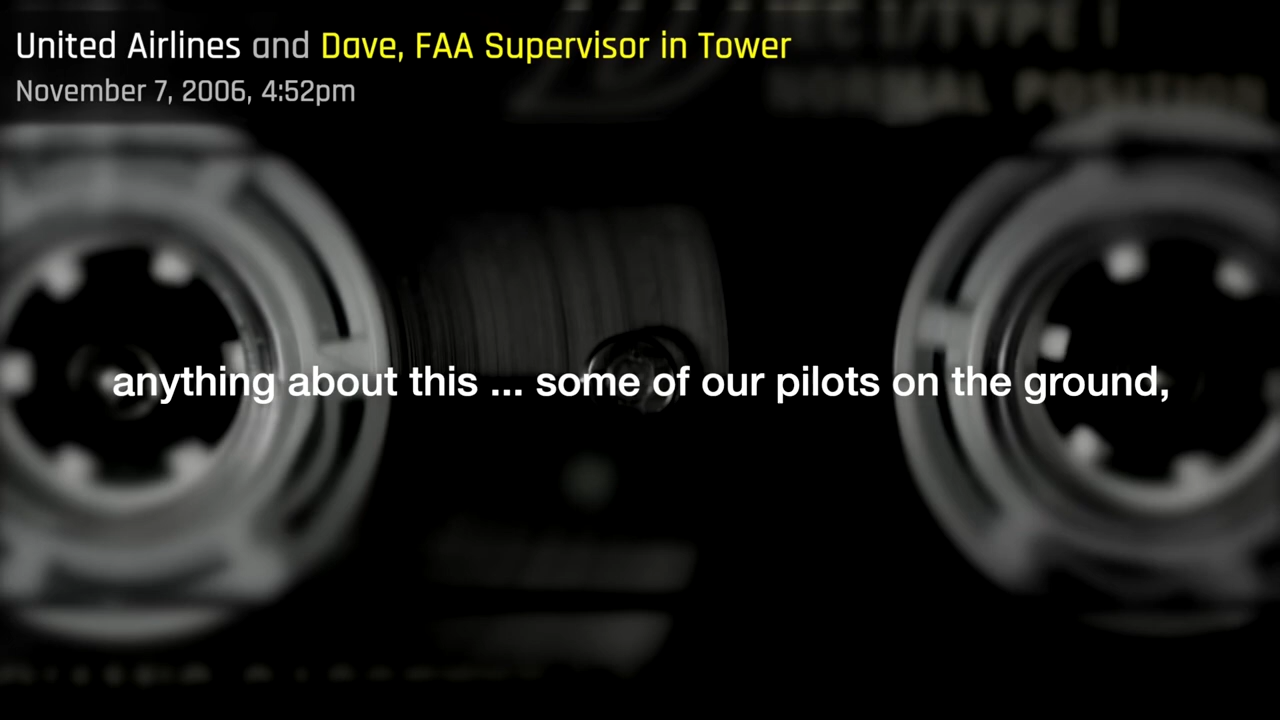 United Airlines and Dave, FAA Supervisor in Tower
November 7, 2006, 4:52pm
anything about this ... some of our pilots on the ground,